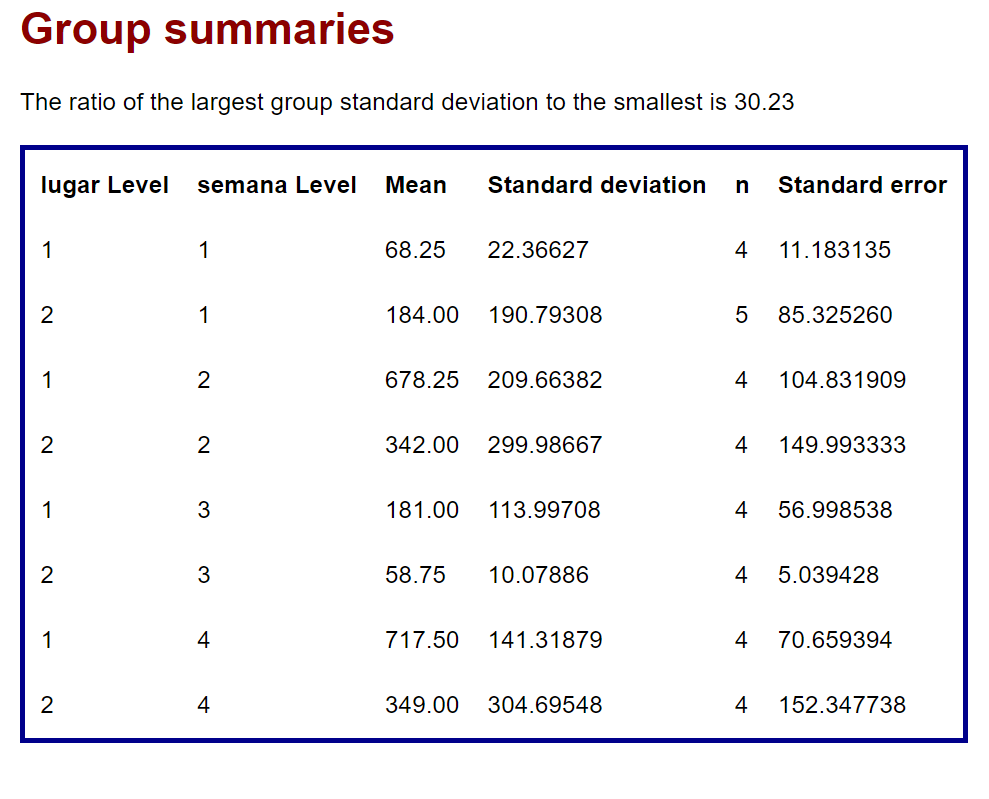 Group summaries
The ratio of the largest group standard deviation to the smallest is 30.23
lugar Level semana Level Mean Standard deviation n Standard error
1 1 68.25 22.36627 4 11.183135
2 1 184.00 190.79308 5 85.325260
1 2 678.25 209.66382 4 104.831909
2 2 342.00 299.98667 4 149.993333
1 3 181.00 113.99708 4 56.998538
2 3 58.75 10.07886 4 5.039428
1 4 717.50 141.31879 4 70.659394
2 4 349.00 304.69548 4 152.347738